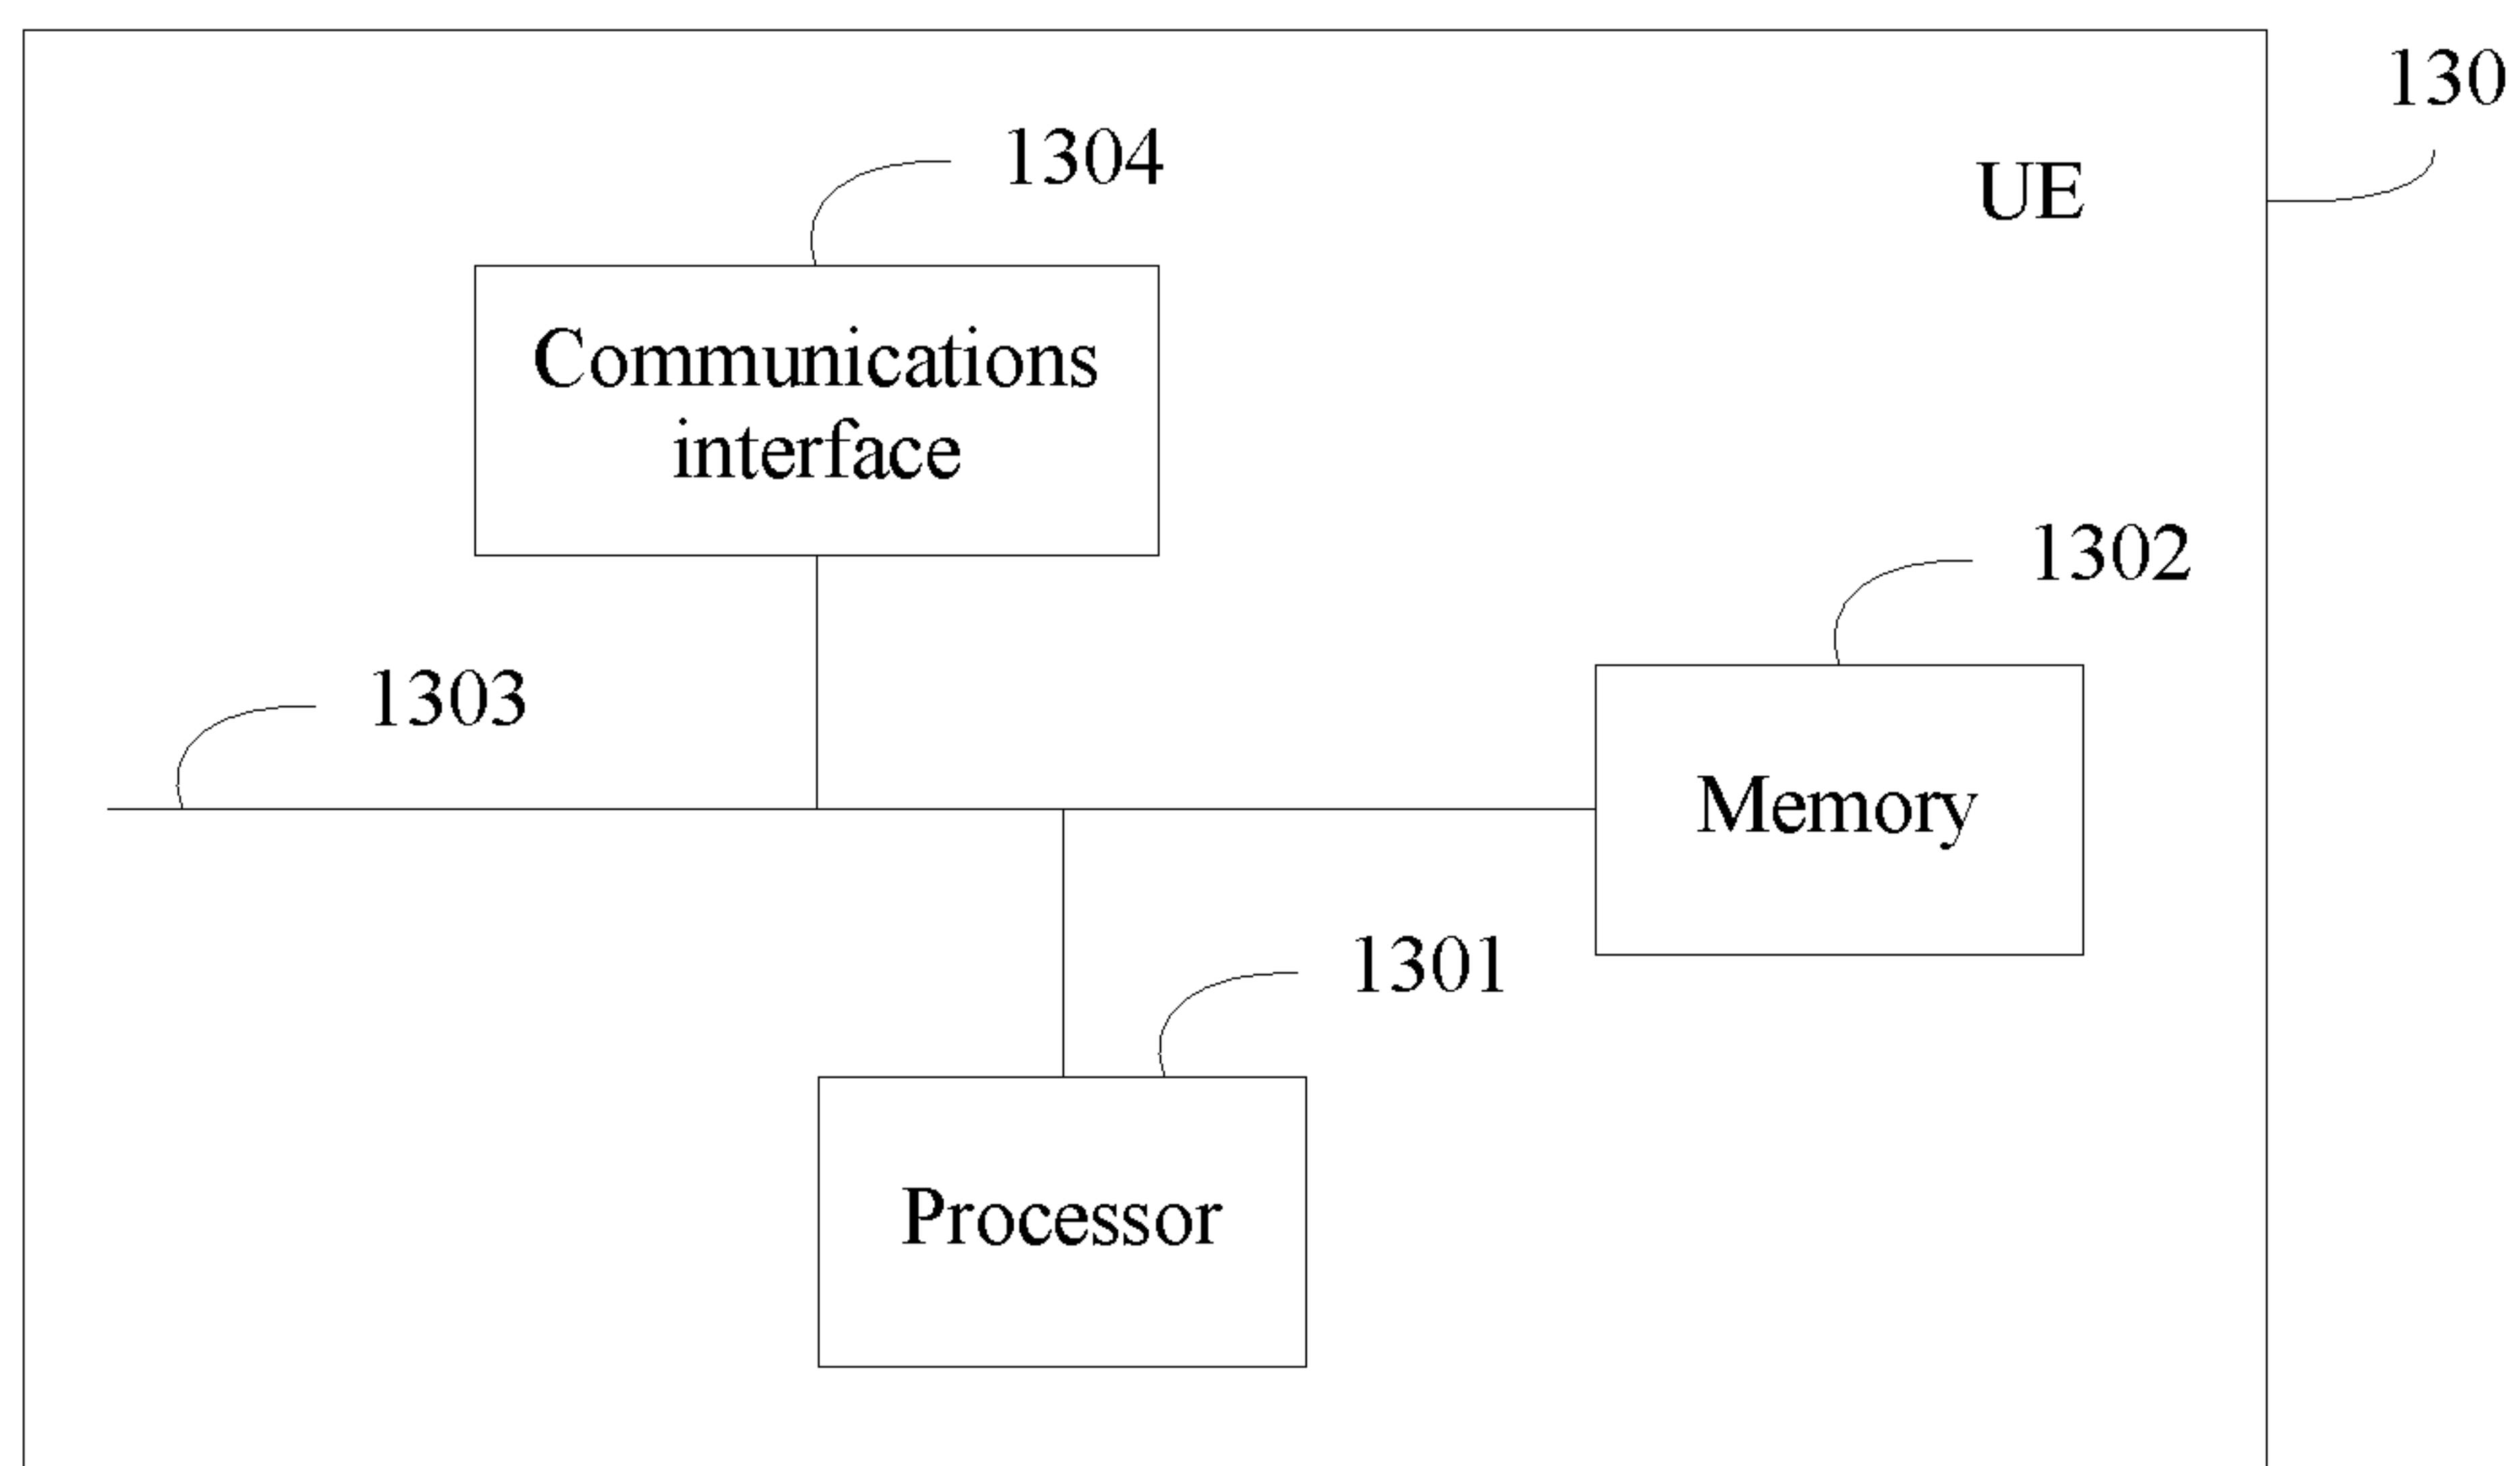 130
1304
UE
Communications
interface
1302
1303
Memory
1301
Processor